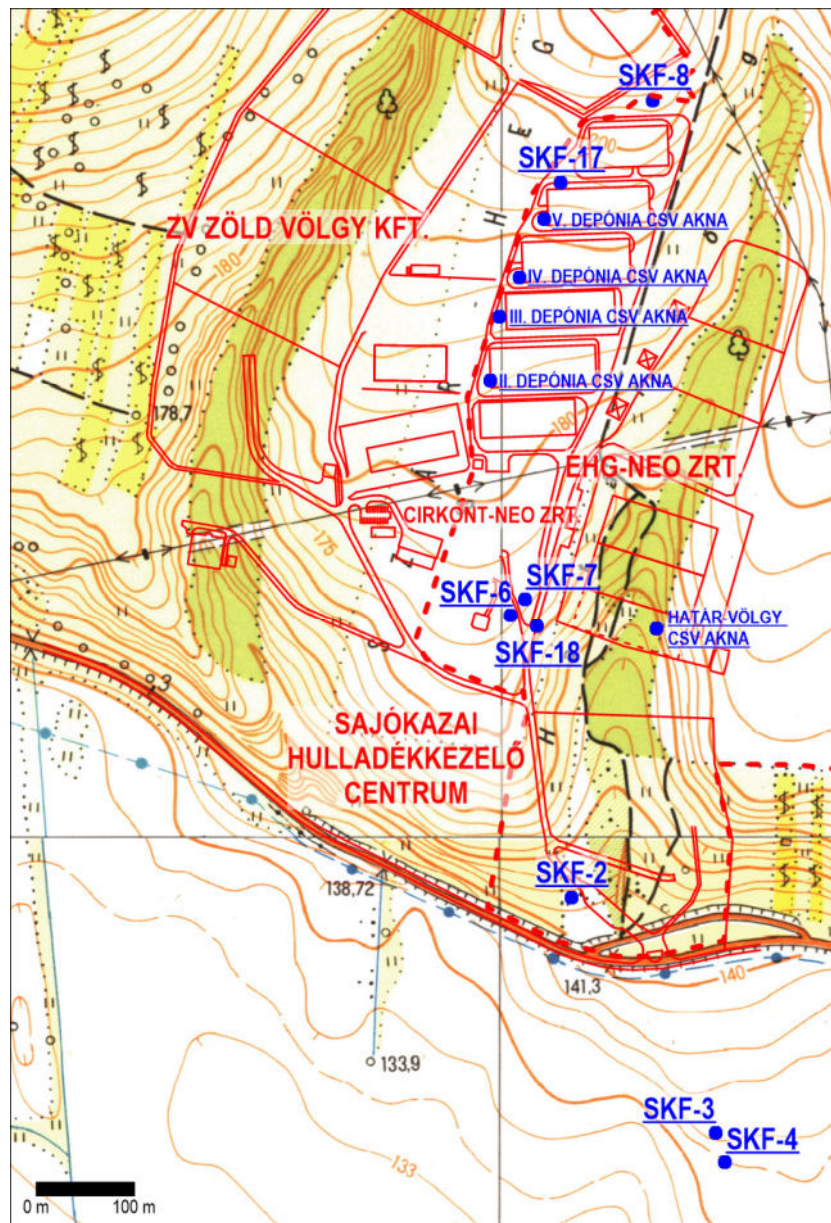 G
SKF-8
200
É
SKF-17
H
ZV ZÖLD VÖLGY KFT.
V. DEPÓNIA CSV AKNA
180
IV. DEPÓNIA CSV AKNA
III. DEPÓNIA CSV AKNA
R
II. DEPÓNIA CSV AKNA
178,7
180
A
EHG-NEO ZRT.
CIRKONT-NEO ZRT.
175
Z
SKF-7
SKF-6
HATÁR-VÖLGY
CSV AKNA
SKF-18
S
3
H
SAJÓKAZAI
HULLADÉKKEZELŐ
CENTRUM
138,72
SKF-2
141,3
140
133,9
SKF-3
SKF-4
133
0 m 100 m